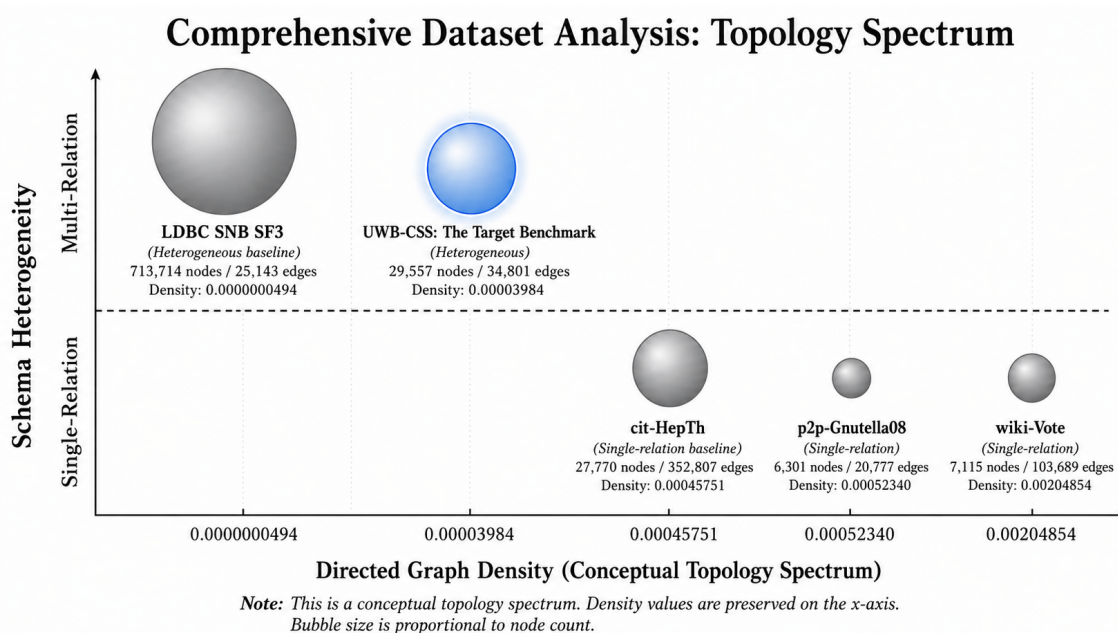 Comprehensive Dataset Analysis: Topology Spectrum
Schema Heterogeneity
Multi-Relation
Single-Relation
LDBC SNB SF3
(Heterogeneous baseline)
713,714 nodes / 25,143 edges
Density: 0.0000000494
UWB-CSS: The Target Benchmark
(Heterogeneous)
29,557 nodes / 34,801 edges
Density: 0.00003984
cit-HepTh
(Single-relation baseline)
27,770 nodes / 352,807 edges
Density: 0.00045751
p2p-Gnutella08
(Single-relation)
6,301 nodes / 20,777 edges
Density: 0.00052340
wiki-Vote
(Single-relation)
7,115 nodes / 103,689 edges
Density: 0.00204854
0.0000000494
0.00003984
0.00045751
0.00052340
0.00204854
Directed Graph Density (Conceptual Topology Spectrum)
Note: This is a conceptual topology spectrum. Density values are preserved on the x-axis.
Bubble size is proportional to node count.